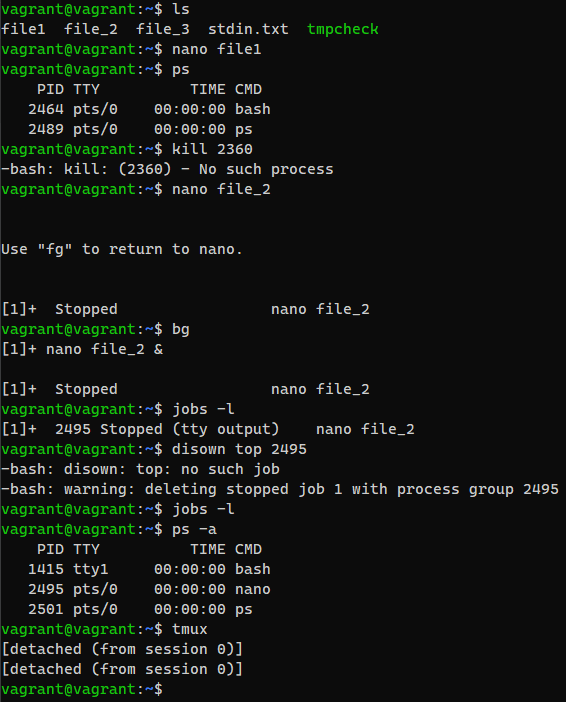 vagrant@vagrant:~$ ls
file1  file_2  file_3  stdin.txt  tmpcheck
vagrant@vagrant:~$ nano file1
vagrant@vagrant:~$ ps
    PID TTY          TIME CMD
   2464 pts/0    00:00:00 bash
   2489 pts/0    00:00:00 ps
vagrant@vagrant:~$ kill 2360
-bash: kill: (2360) - No such process
vagrant@vagrant:~$ nano file_2
Use "fg" to return to nano.
[1]+  Stopped                 nano file_2
vagrant@vagrant:~$ bg
[1]+ nano file_2 &
[1]+  Stopped                 nano file_2
vagrant@vagrant:~$ jobs -l
[1]+  2495 Stopped (tty output)    nano file_2
vagrant@vagrant:~$ disown top 2495
-bash: disown: top: no such job
-bash: warning: deleting stopped job 1 with process group 2495
vagrant@vagrant:~$ jobs -l
vagrant@vagrant:~$ ps -a
    PID TTY          TIME CMD
   1415 tty1     00:00:00 bash
   2495 pts/0    00:00:00 nano
   2501 pts/0    00:00:00 ps
vagrant@vagrant:~$ tmux
[detached (from session 0)]
[detached (from session 0)]
vagrant@vagrant:~$